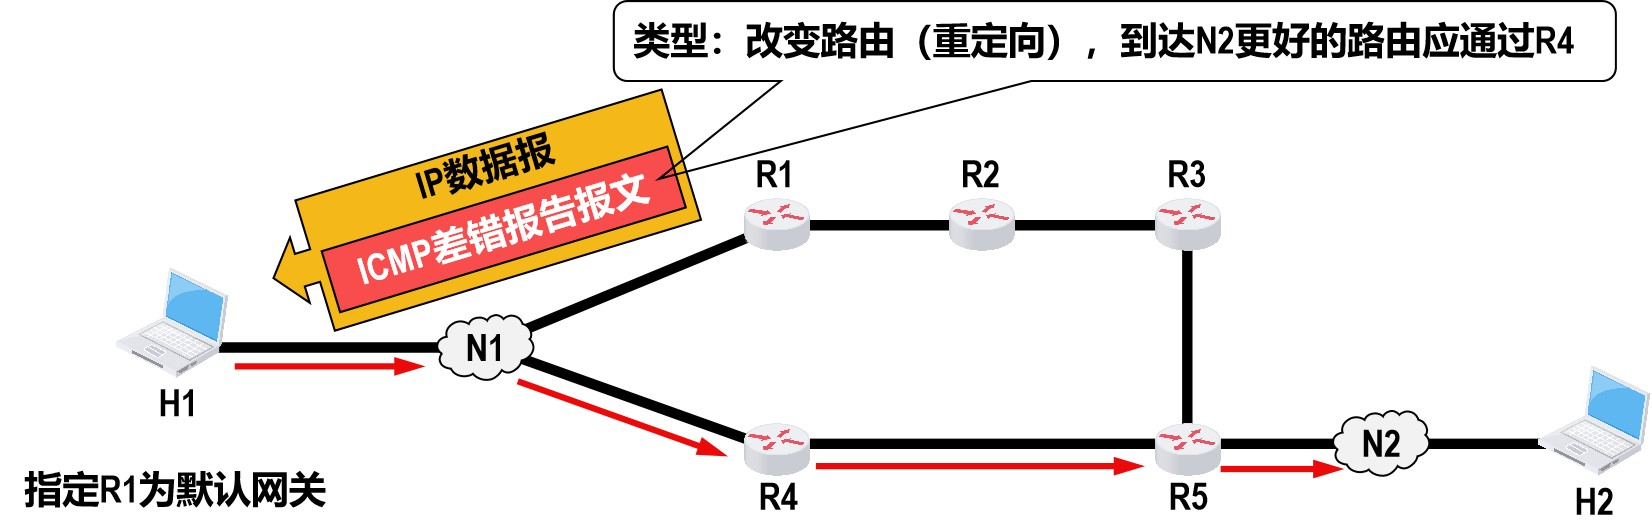 类型：改变路由（重定向），到达N2更好的路由应通过R4
IP数据报
ICMP差错报告报文
R1
R2
R3
N1
H1
N2
R4
R5
H2
指定R1为默认网关